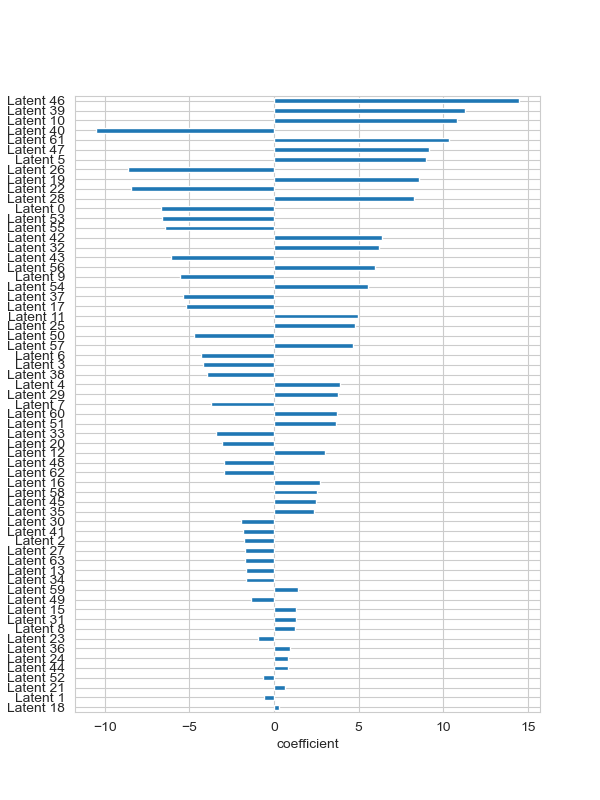 Latent 46
Latent 39
Latent 10
Latent 40
Latent 61
Latent 47
Latent 5
Latent 26
Latent 19
Latent 22
Latent 28
Latent 0
Latent 53
Latent 55
Latent 42
Latent 32
Latent 43
Latent 56
Latent 9
Latent 54
Latent 37
Latent 17
Latent 11
Latent 25
Latent 50
Latent 57
Latent 6
Latent 3
Latent 38
Latent 4
Latent 29
Latent 7
Latent 60
Latent 51
Latent 33
Latent 20
Latent 12
Latent 48
Latent 62
Latent 16
Latent 58
Latent 45
Latent 35
Latent 30
Latent 41
Latent 2
Latent 27
Latent 63
Latent 13
Latent 34
Latent 59
Latent 49
Latent 15
Latent 31
Latent 8
Latent 23
Latent 36
Latent 24
Latent 44
Latent 52
Latent 21
Latent 1
Latent 18
−10 −5 0 5 10 15
coefficient